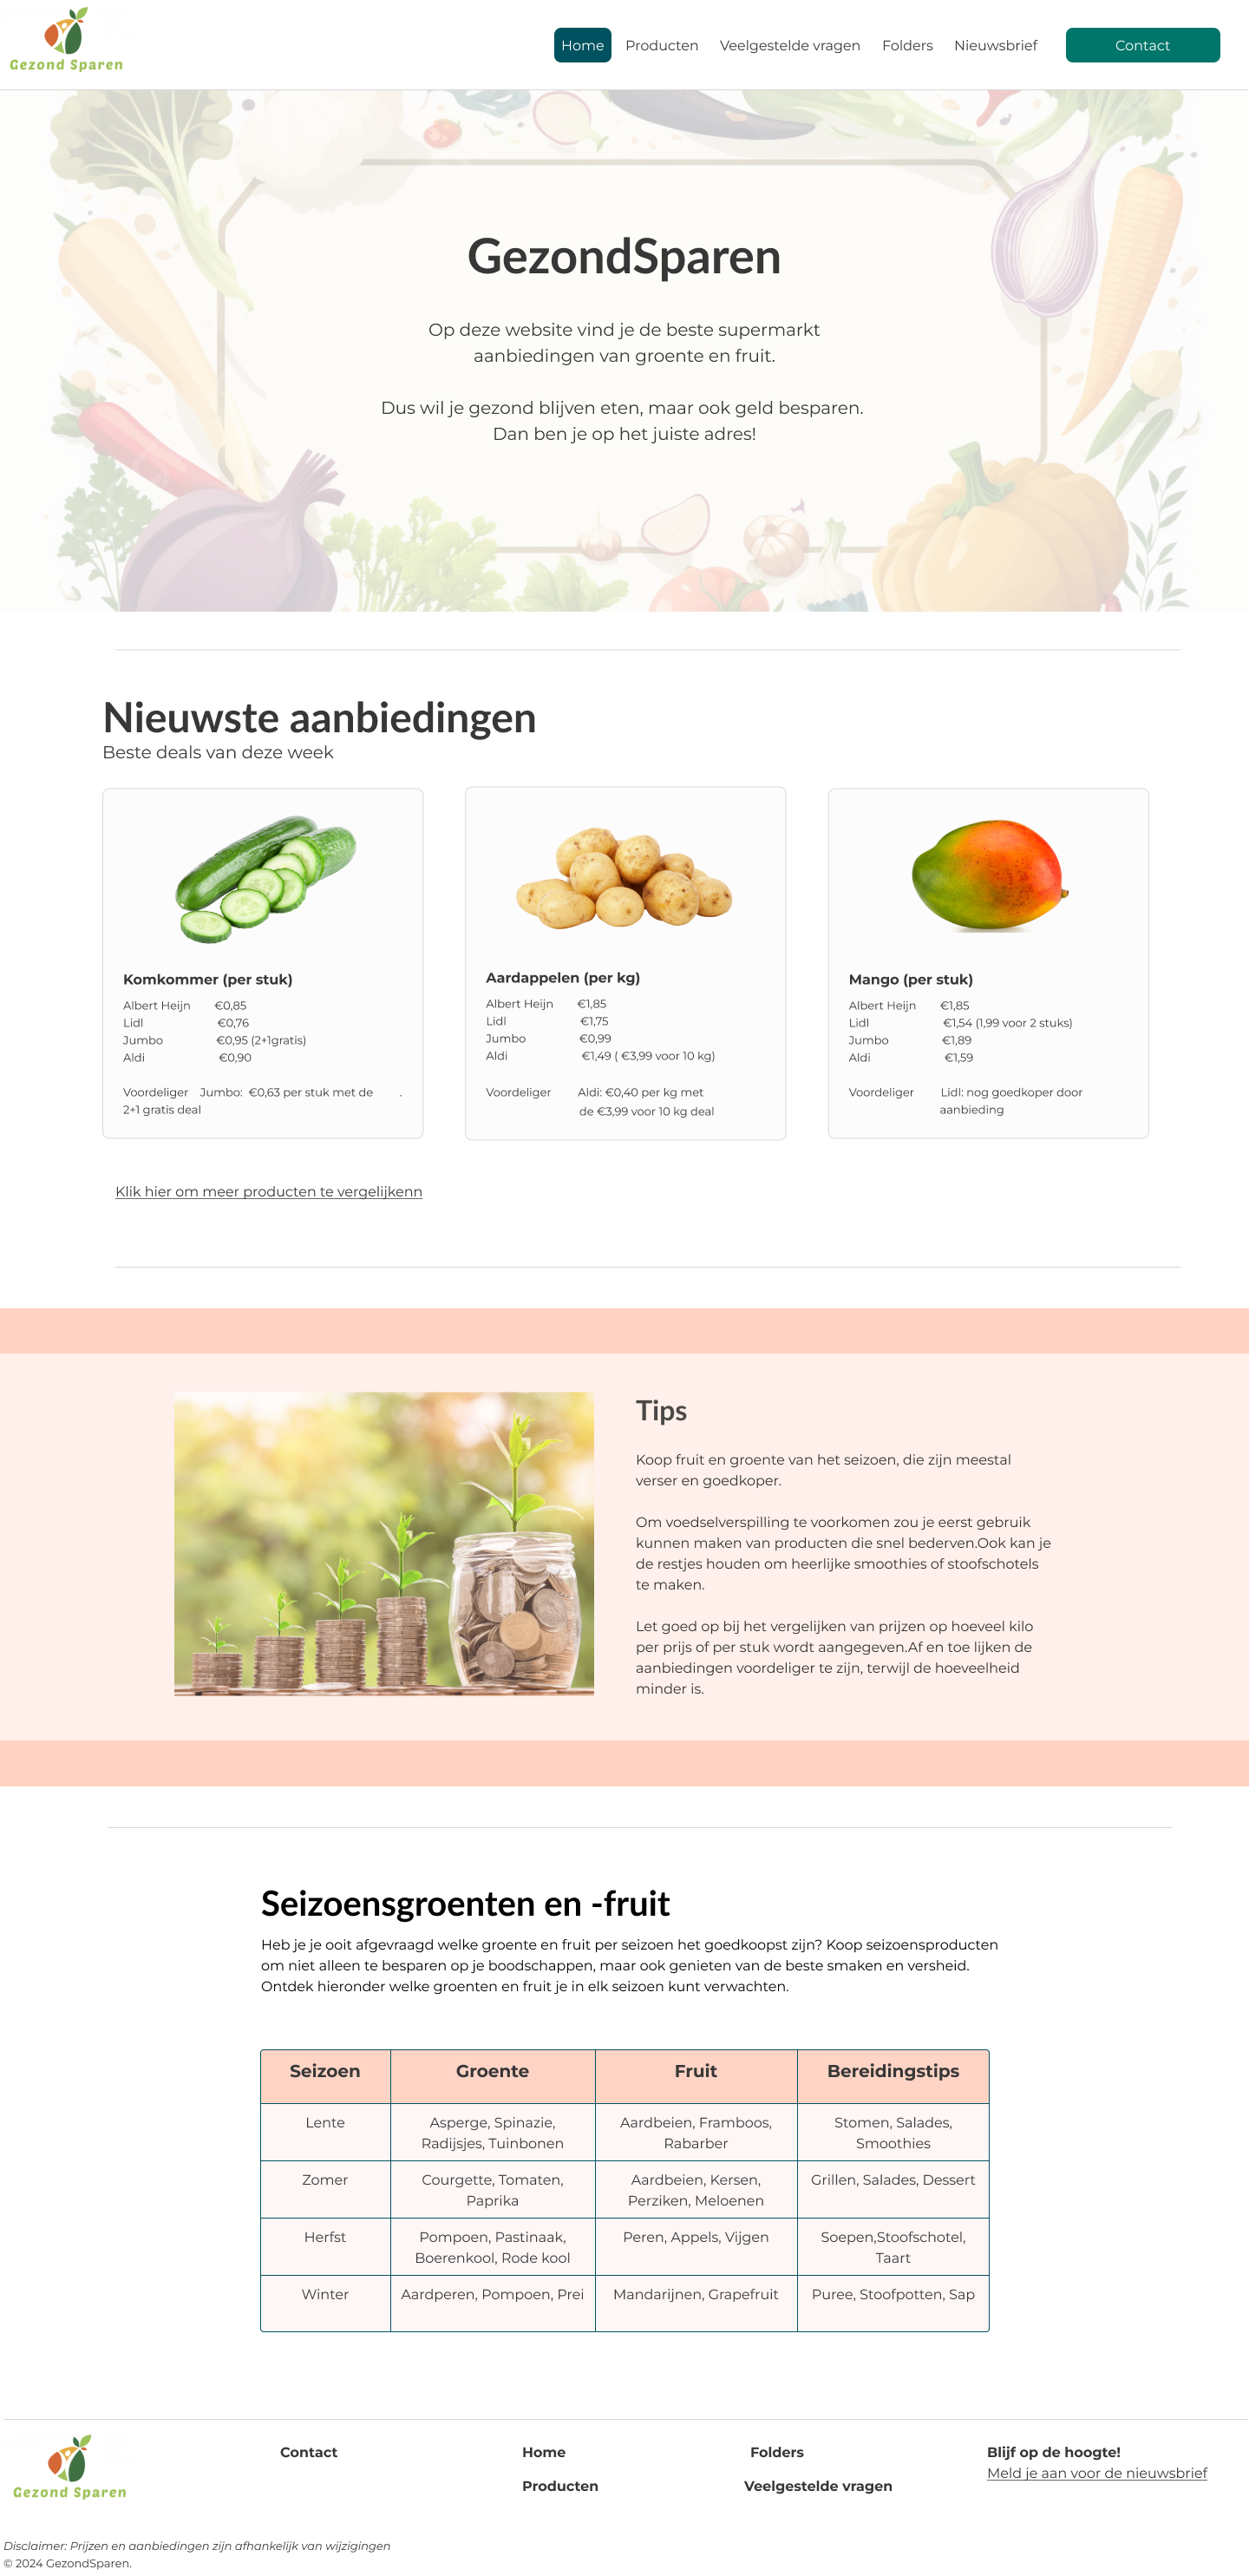 Gezond Sparen
Home Producten Veelgestelde vragen Folders Nieuwsbrief Contact
GezondSparen
Op deze website vind je de beste supermarkt
aanbiedingen van groente en fruit.
Dus wil je gezond blijven eten, maar ook geld besparen.
Dan ben je op het juiste adres!
Nieuwste aanbiedingen
Beste deals van deze week
Komkommer (per stuk)
Albert Heijn €0,85
Lidl €0,76
Jumbo €0,95 (2+1gratis)
Aldi €0,90
Voordeliger Jumbo: €0,63 per stuk met de .
2+1 gratis deal
Aardappelen (per kg)
Albert Heijn €1,85
Lidl €1,75
Jumbo €0,99
Aldi €1,49 ( €3,99 voor 10 kg)
Voordeliger Aldi: €0,40 per kg met
de €3,99 voor 10 kg deal
Mango (per stuk)
Albert Heijn €1,85
Lidl €1,54 (1,99 voor 2 stuks)
Jumbo €1,89
Aldi €1,59
Voordeliger Lidl: nog goedkoper door
aanbieding
Klik hier om meer producten te vergelijkenn
Tips
Koop fruit en groente van het seizoen, die zijn meestal
verser en goedkoper.
Om voedselverspilling te voorkomen zou je eerst gebruik
kunnen maken van producten die snel bederven.Ook kan je
de restjes houden om heerlijke smoothies of stoofschotels
te maken.
Let goed op bij het vergelijken van prijzen op hoeveel kilo
per prijs of per stuk wordt aangegeven.Af en toe lijken de
aanbiedingen voordeliger te zijn, terwijl de hoeveelheid
minder is.
Seizoensgroenten en -fruit
Heb je je ooit afgevraagd welke groente en fruit per seizoen het goedkoopst zijn? Koop seizoensproducten
om niet alleen te besparen op je boodschappen, maar ook genieten van de beste smaken en versheid.
Ontdek hieronder welke groenten en fruit je in elk seizoen kunt verwachten.
Seizoen Groente Fruit Bereidingstips
Lente Asperge, Spinazie, Aardbeien, Framboos, Stomen, Salades,
Radijsjes, Tuinbonen Rabarber Smoothies
Zomer Courgette, Tomaten, Aardbeien, Kersen, Grillen, Salades, Dessert
Paprika Perziken, Meloenen
Herfst Pompoen, Pastinaak, Peren, Appels, Vijgen Soepen,Stoofschotel,
Boerenkool, Rode kool Taart
Winter Aardperen, Pompoen, Prei Mandarijnen, Grapefruit Puree, Stoofpotten, Sap
Gezond Sparen
Contact Home Folders Blijf op de hoogte!
Meld je aan voor de nieuwsbrief
Producten Veelgestelde vragen
Disclaimer: Prijzen en aanbiedingen zijn afhankelijk van wijzigingen
© 2024 GezondSparen.